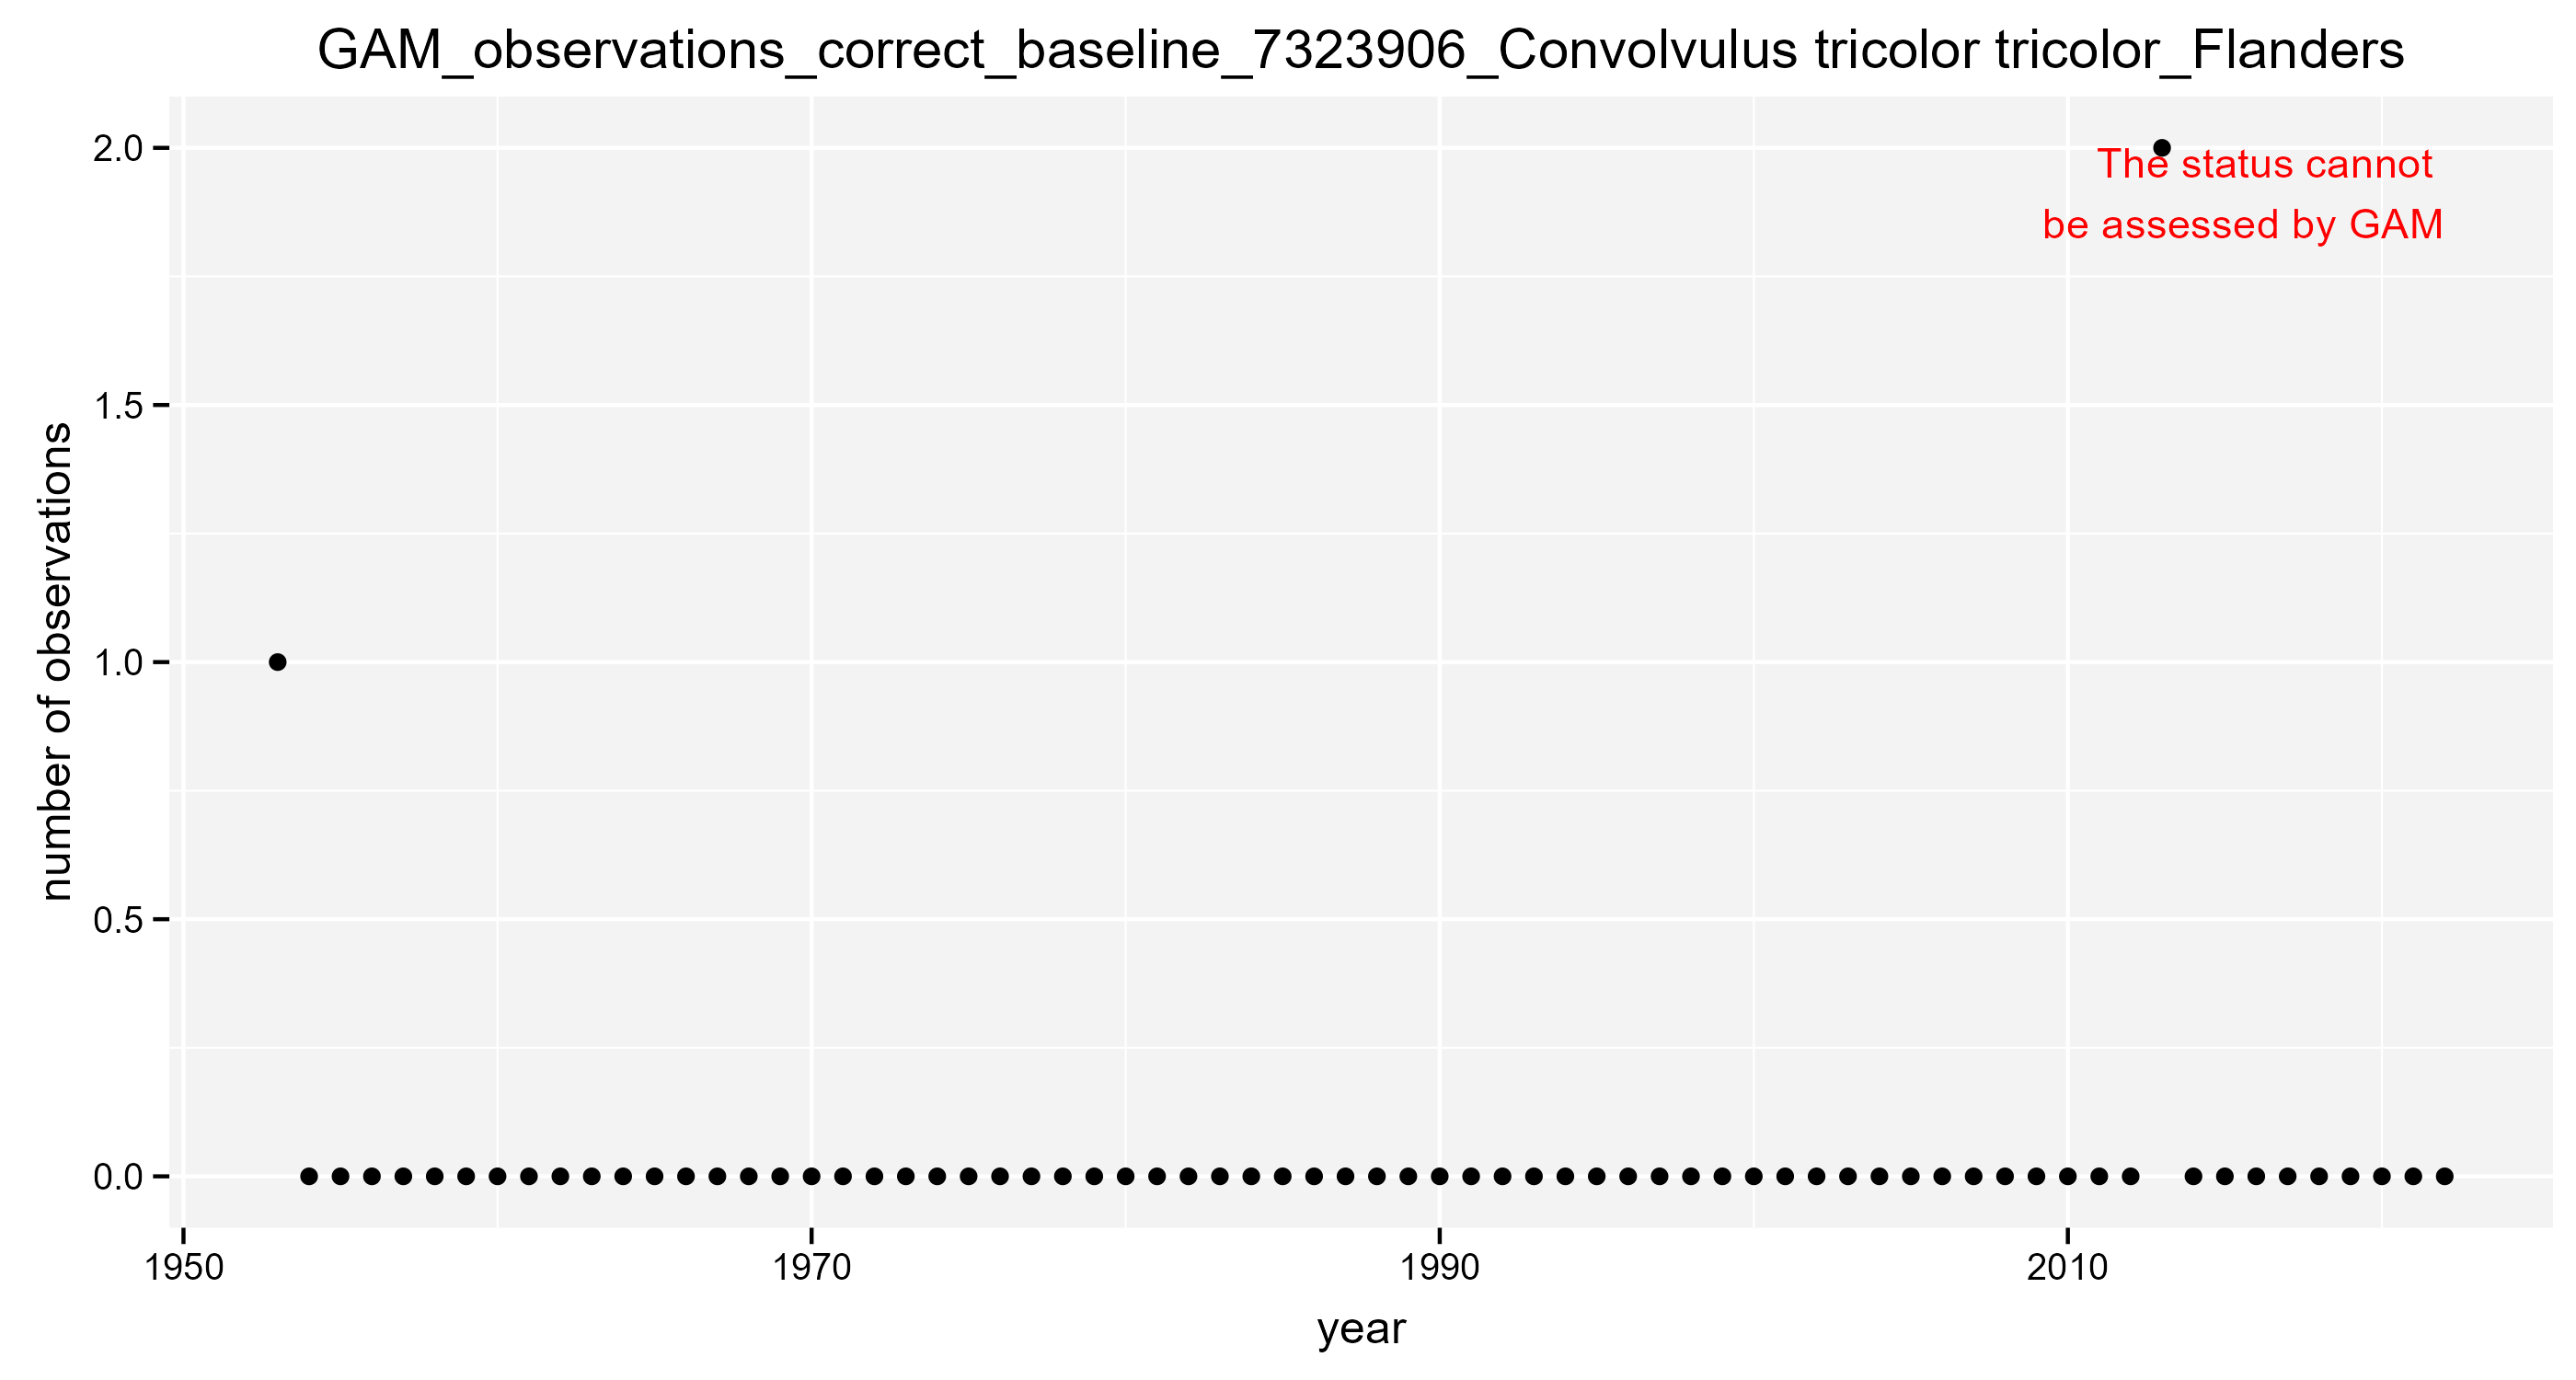 GAM_observations_correct_baseline_7323906_Convolvulus tricolor tricolor_Flanders
2.0
The status cannot
be assessed by GAM
1.5
number of observations
1.0
0.5
0.0
1950 1970 1990 2010
year